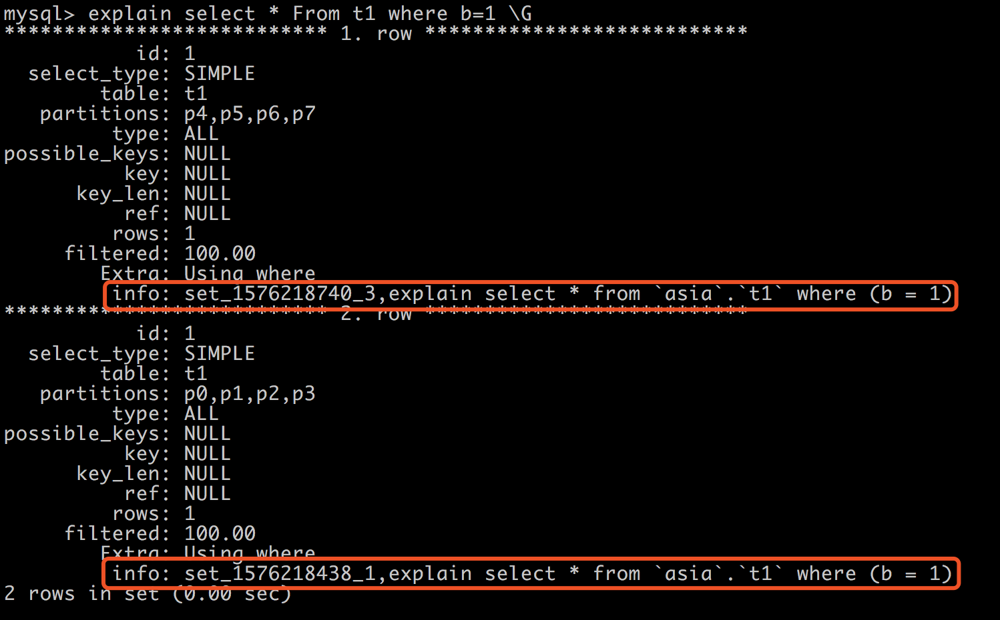 mysql> explain select * From t1 where b=1 \G
*************************** 1. row ***************************
id: 1
select_type: SIMPLE
table: t1
partitions: p4,p5,p6,p7
type: ALL
possible_keys: NULL
key: NULL
key_len: NULL
ref: NULL
rows: 1
filtered: 100.00
Extra: Using where
info: set_1576218740_3,explain select * from `asia`.`t1` where (b = 1)
*************************** 2. row ***************************
id: 1
select_type: SIMPLE
table: t1
partitions: p0,p1,p2,p3
type: ALL
possible_keys: NULL
key: NULL
key_len: NULL
ref: NULL
rows: 1
filtered: 100.00
Extra: Using where
info: set_1576218438_1,explain select * from `asia`.`t1` where (b = 1)
2 rows in set (0.00 sec)